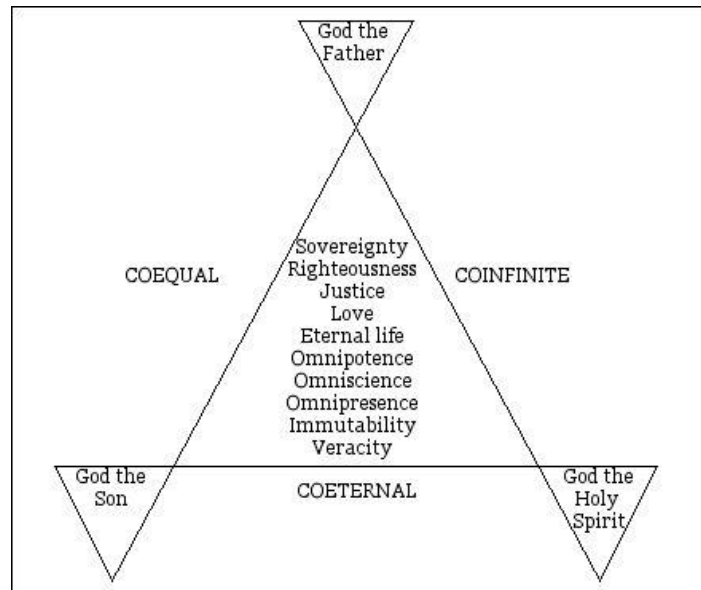 God the
Father
COEQUAL
COINFINITE
Sovereignty
Righteousness
Justice
Love
Eternal life
Omnipotence
Omniscience
Omnipresence
Immutability
Veracity
God the
Son
COETERNAL
God the
Holy
Spirit